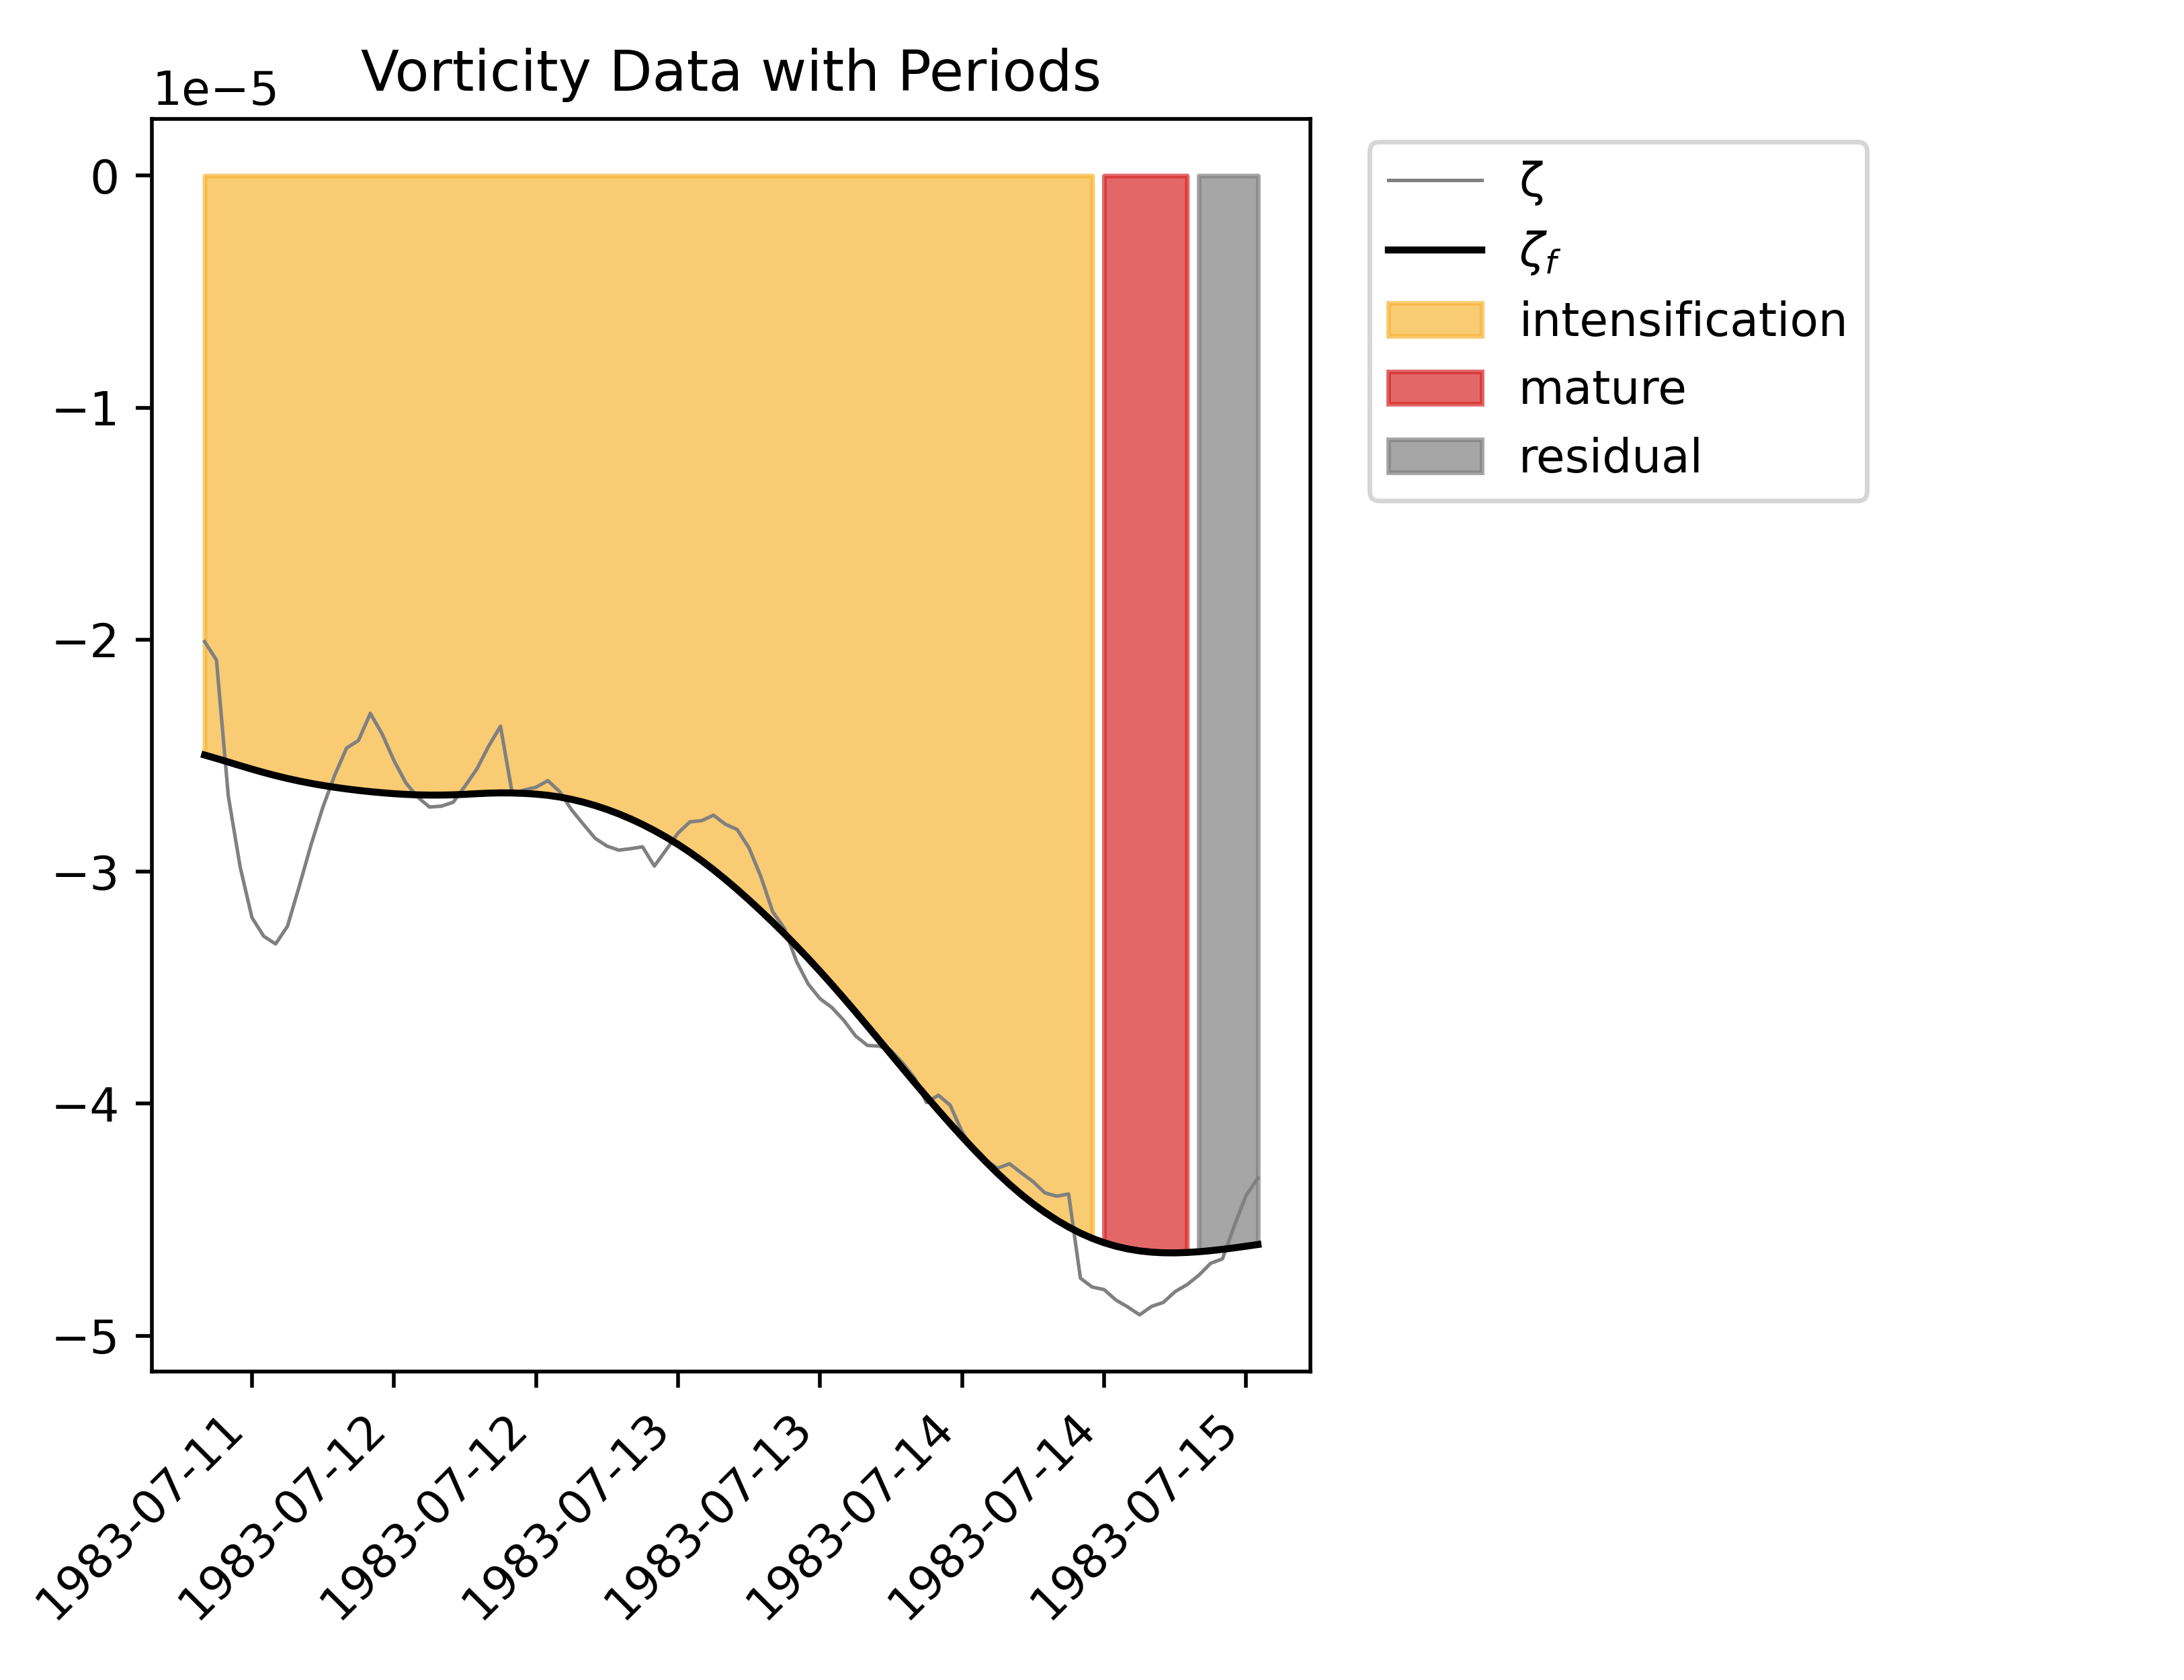 Vorticity Data with Periods
1e−5
0
−1
−2
−3
−4
−5
1983-07-11
1983-07-12
1983-07-12
1983-07-13
1983-07-13
1983-07-14
1983-07-14
1983-07-15
ζ
ζf
intensification
mature
residual